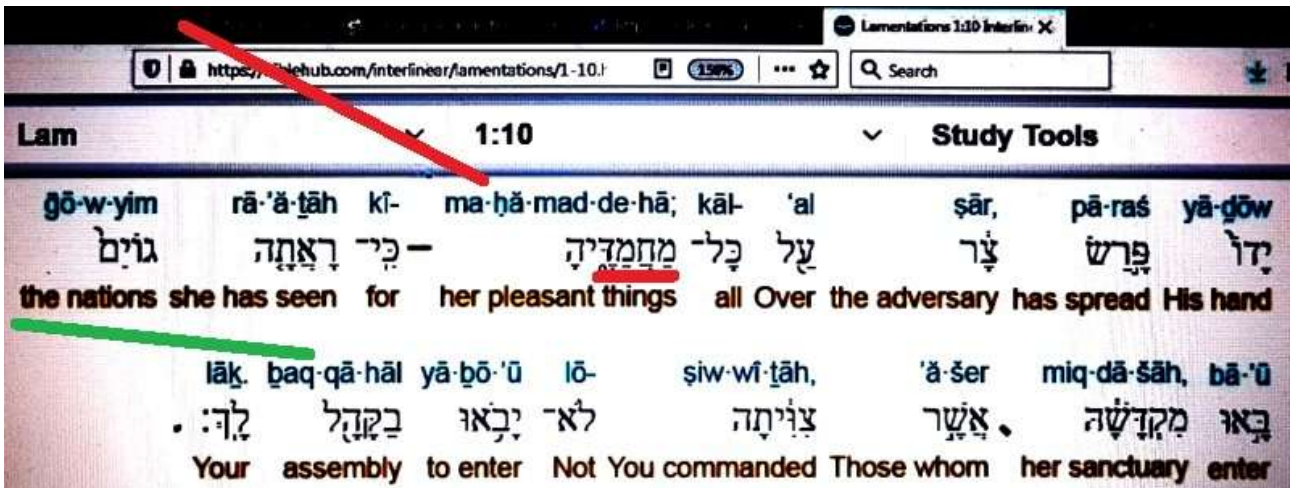 Lamentations 1:10 Interlin
https://biblehub.com/interlinear/lamentations/1-10.h 150% Search
Lam 1:10 Study Tools
ḡō·w·yim rā·'ă·ṯāh kî- ma·ḥă·mad·de·hā; kāl- 'al ṣār, pā·raś yā·ḏōw
יָדוֹ֙ פָּ֣רַשׂ צָ֔ר עַ֖ל כָּל־ מַחֲמַדֶּ֑יהָ – כִּֽי־ רָאֲתָ֤ה גוֹיִם֙
the nations she has seen for her pleasant things all Over the adversary has spread His hand
lāḵ. ḇaq·qā·hāl yā·ḇō·'ū lō- ṣiw·wî·ṯāh, 'ă·šer miq·dā·šāh, bā·'ū
בָּ֣אוּ מִקְדָּשָׁ֔הּ אֲשֶׁ֣ר צִוִּ֔יתָה לֹא־ יָבֹ֥אוּ בַקָּהָ֖ל לָֽךְ׃
Your assembly to enter Not You commanded Those whom her sanctuary enter